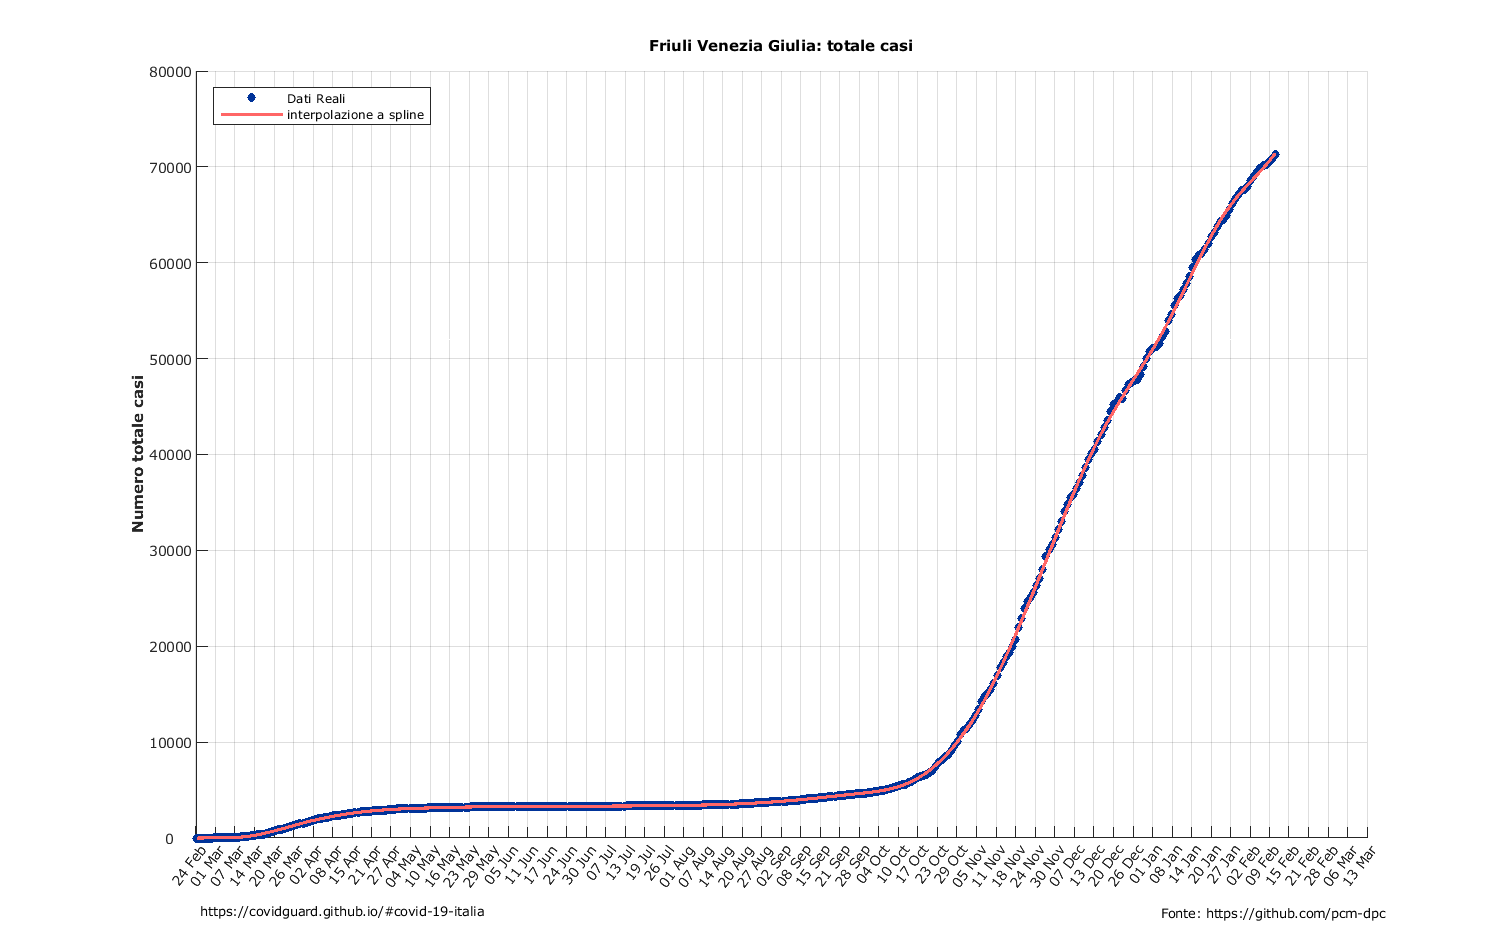 Friuli Venezia Giulia: totale casi
80000
70000
60000
50000
40000
30000
20000
10000
0
Dati Reali
interpolazione a spline
Numero totale casi
24 Feb
01 Mar
07 Mar
14 Mar
20 Mar
26 Mar
02 Apr
08 Apr
15 Apr
21 Apr
27 Apr
04 May
10 May
16 May
23 May
29 May
05 Jun
11 Jun
17 Jun
24 Jun
30 Jun
07 Jul
13 Jul
19 Jul
26 Jul
01 Aug
07 Aug
14 Aug
20 Aug
27 Aug
02 Sep
08 Sep
15 Sep
21 Sep
28 Sep
04 Oct
10 Oct
17 Oct
23 Oct
29 Oct
05 Nov
11 Nov
18 Nov
24 Nov
30 Nov
07 Dec
13 Dec
20 Dec
26 Dec
01 Jan
08 Jan
14 Jan
20 Jan
27 Jan
02 Feb
09 Feb
15 Feb
21 Feb
28 Feb
06 Mar
13 Mar
https://covidguard.github.io/#covid-19-italia
Fonte: https://github.com/pcm-dpc